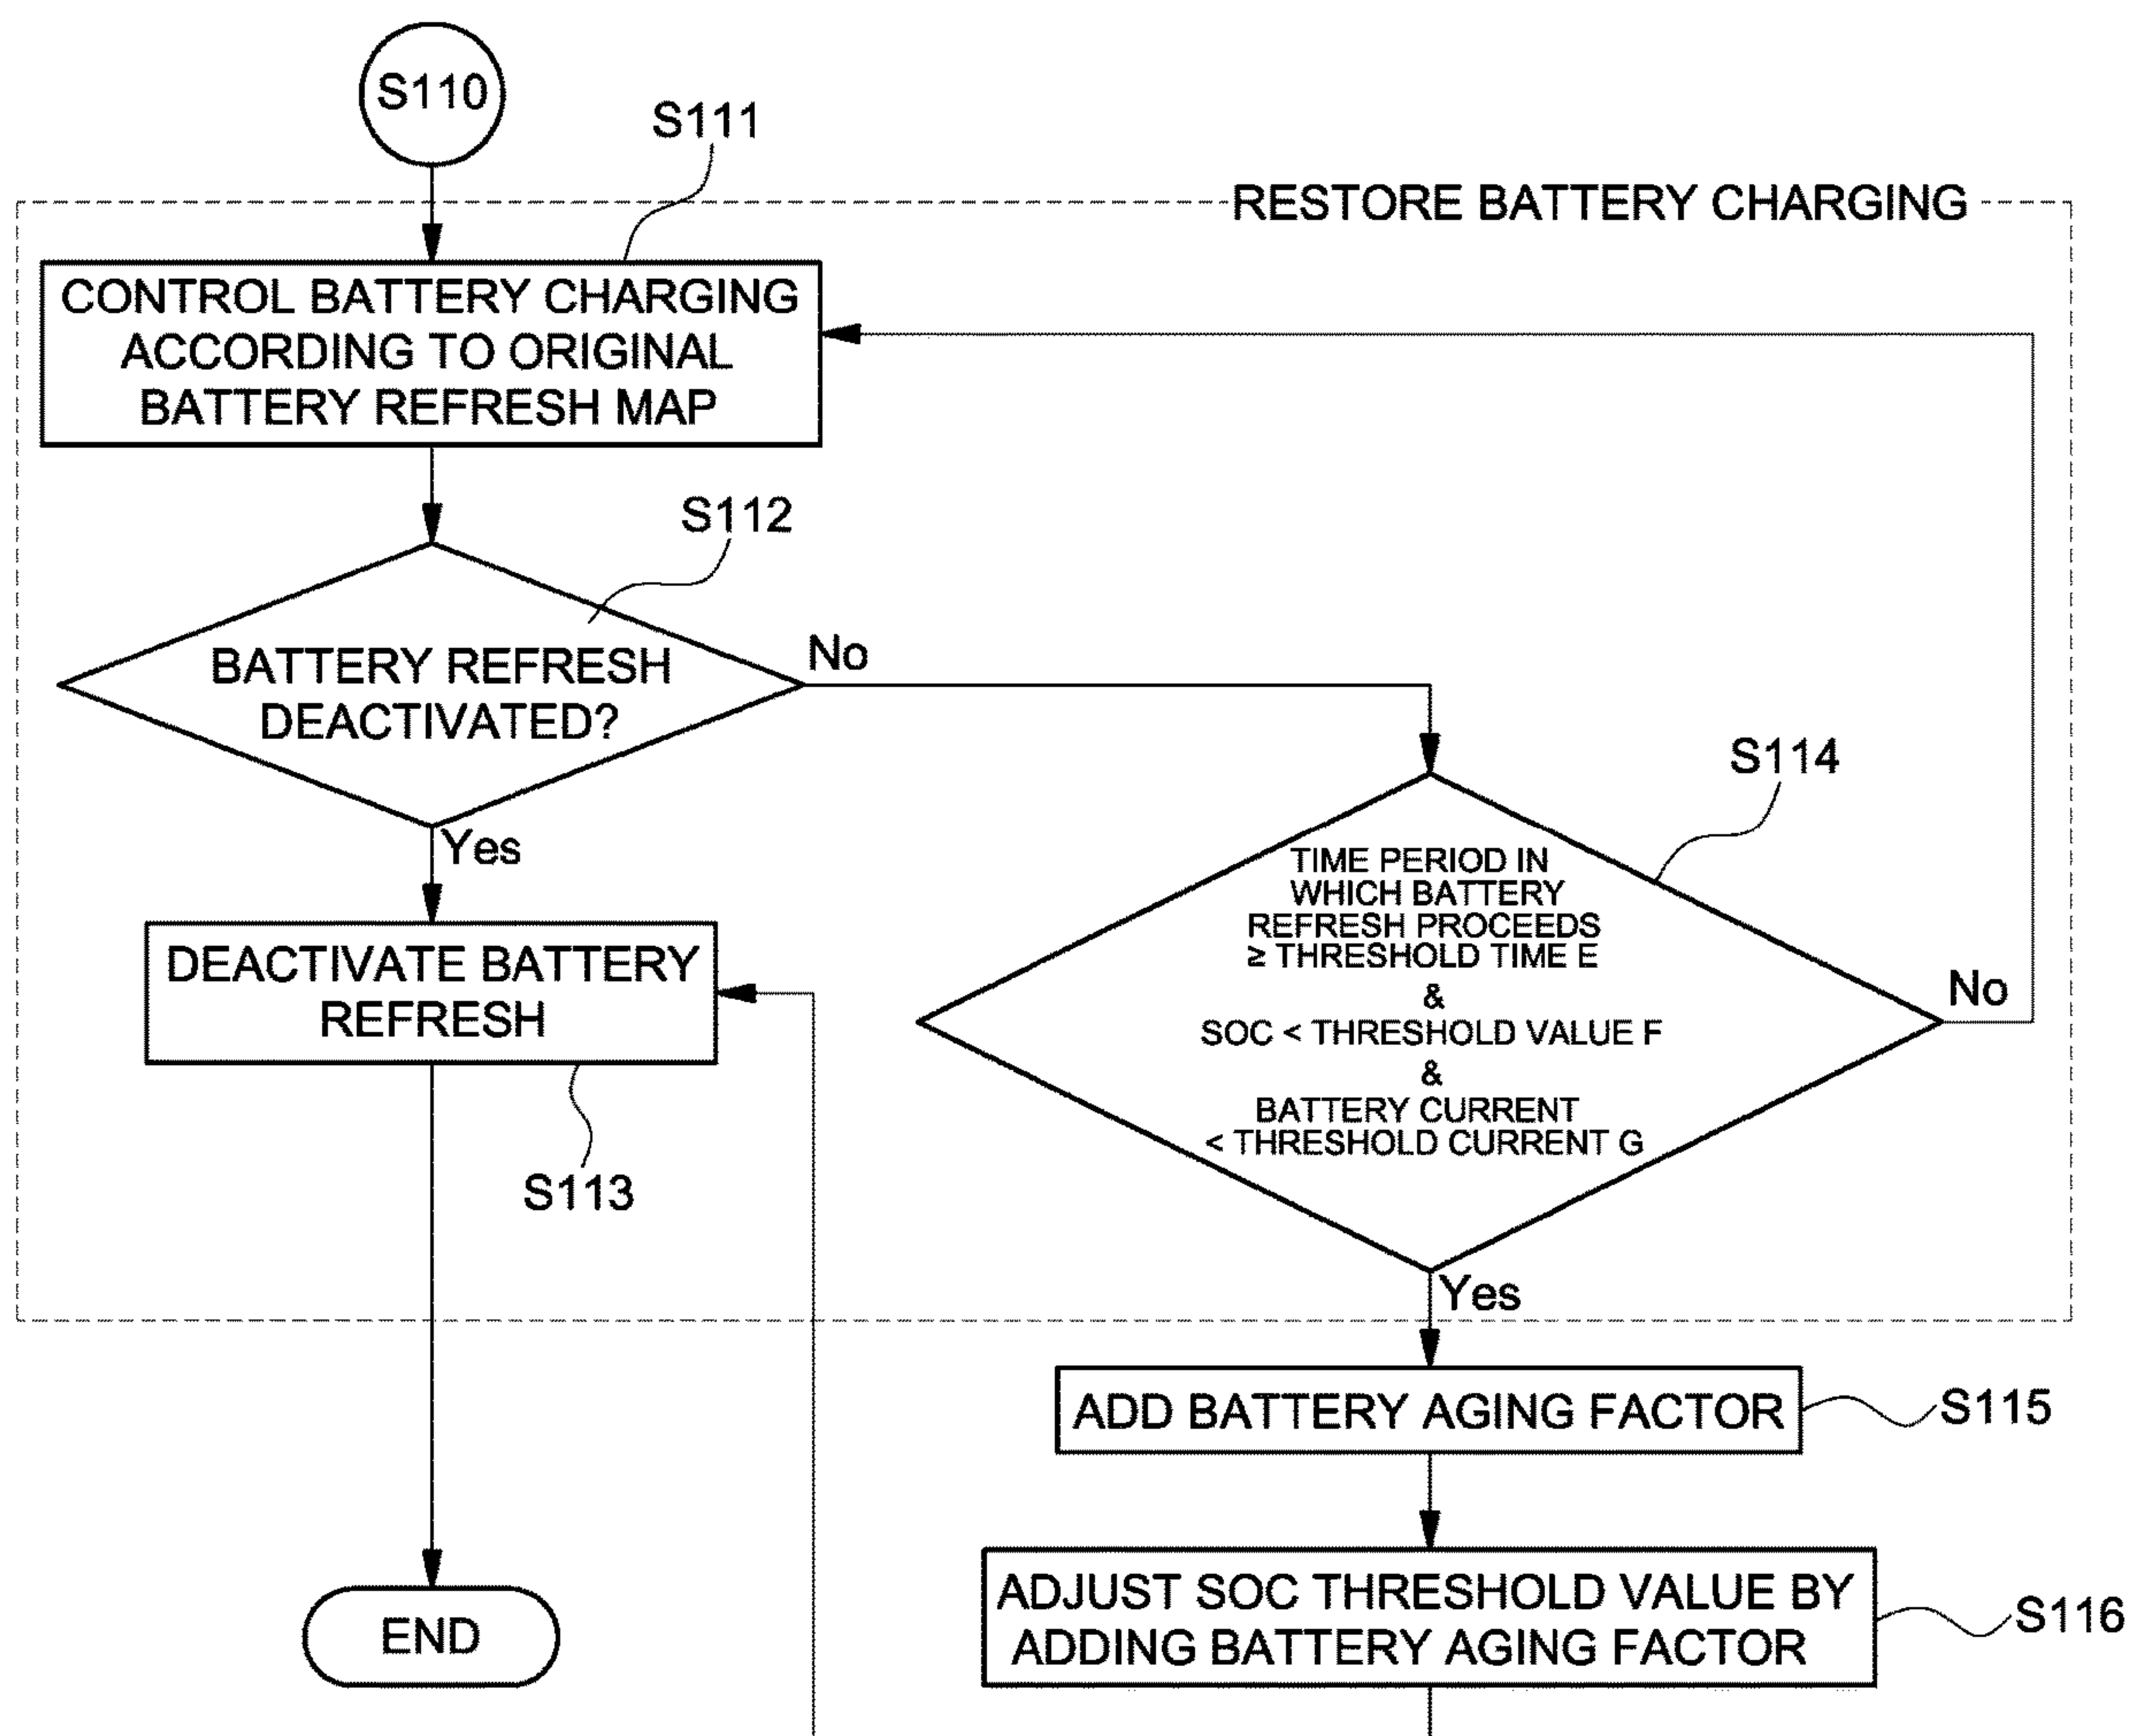 S110
S111
RESTORE BATTERY CHARGING
CONTROL BATTERY CHARGING
ACCORDING TO ORIGINAL
BATTERY REFRESH MAP
S112
BATTERY REFRESH
DEACTIVATED?
No
Yes
S114
TIME PERIOD IN
WHICH BATTERY
REFRESH PROCEEDS
≥ THRESHOLD TIME E
&
SOC < THRESHOLD VALUE F
&
BATTERY CURRENT
< THRESHOLD CURRENT G
No
Yes
DEACTIVATE BATTERY
REFRESH
S113
ADD BATTERY AGING FACTOR
S115
ADJUST SOC THRESHOLD VALUE BY
ADDING BATTERY AGING FACTOR
S116
END